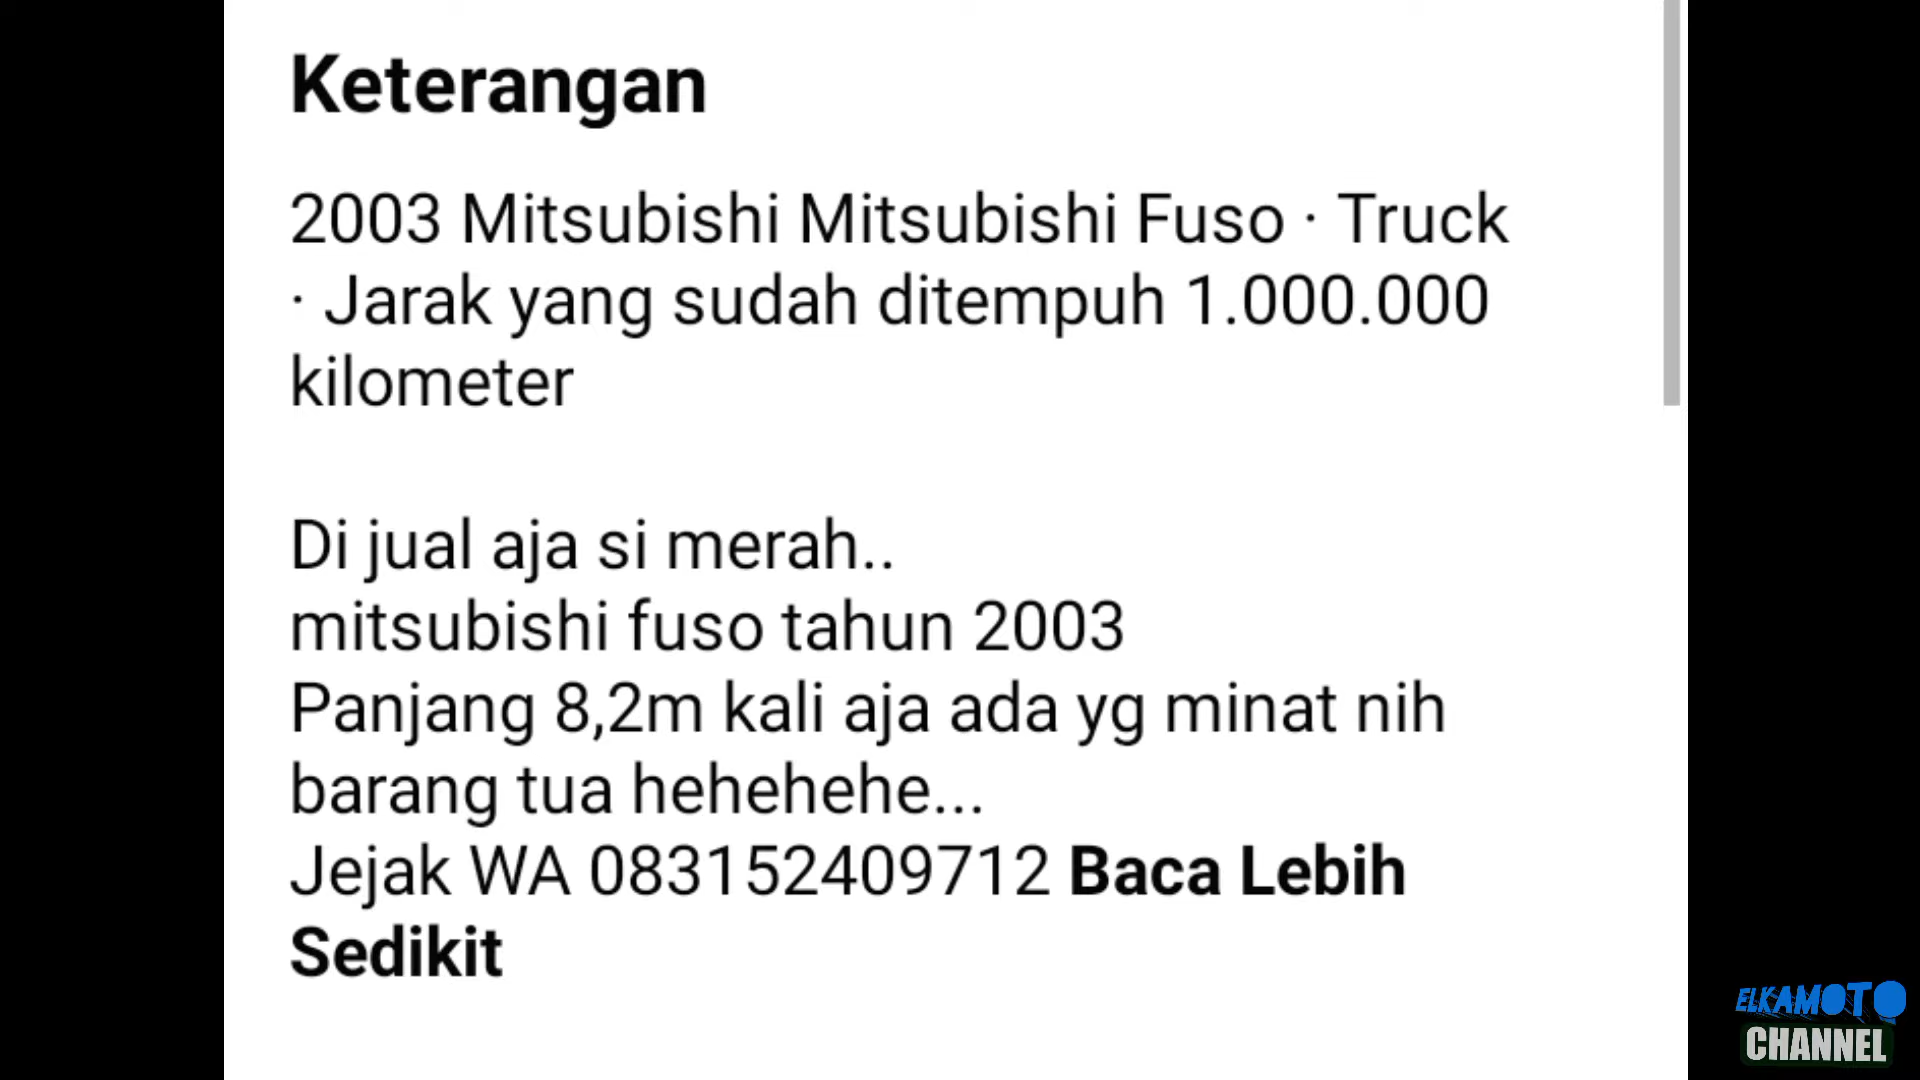 Keterangan
2003 Mitsubishi Mitsubishi Fuso · Truck
· Jarak yang sudah ditempuh 1.000.000
kilometer
Di jual aja si merah..
mitsubishi fuso tahun 2003
Panjang 8,2m kali aja ada yg minat nih
barang tua hehehehe...
Jejak WA 083152409712 Baca Lebih
Sedikit
ELKAMOTO
CHANNEL